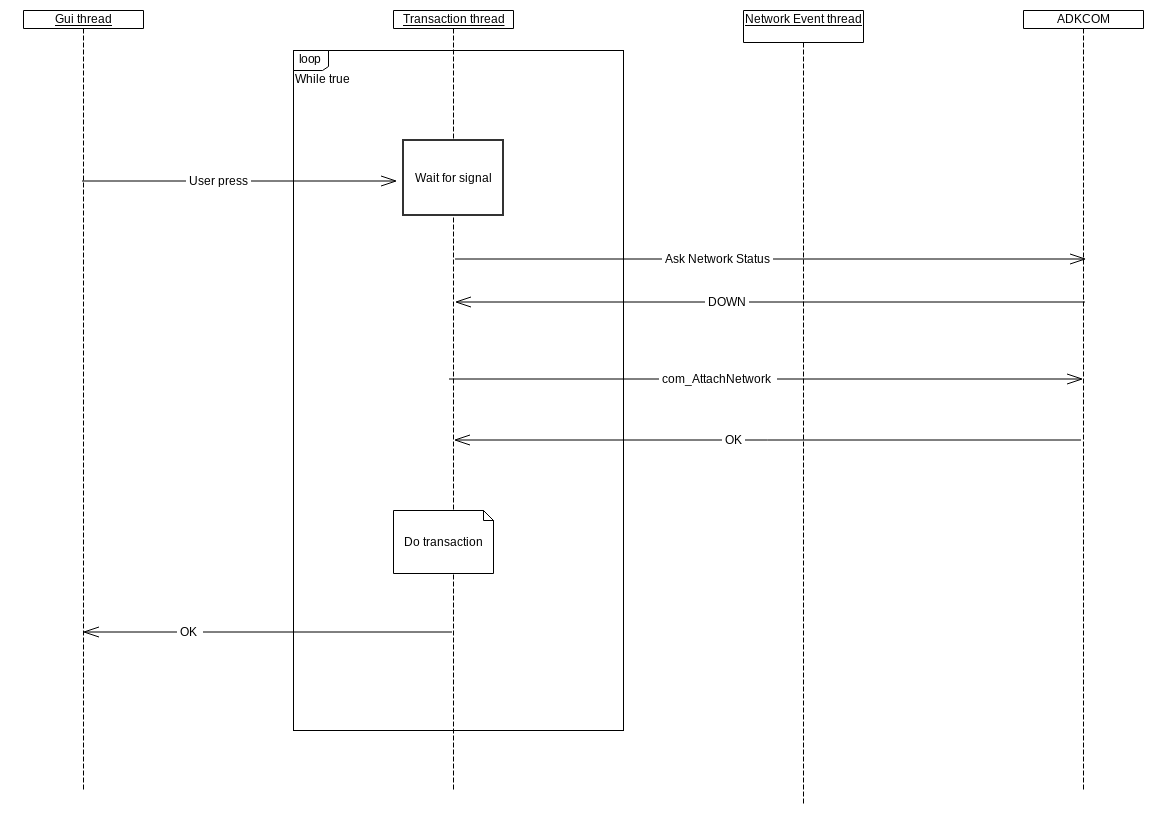 Gui thread
Transaction thread
Network Event thread
ADKCOM
loop
While true
Wait for signal
User press
Ask Network Status
DOWN
com_AttachNetwork
OK
Do transaction
OK